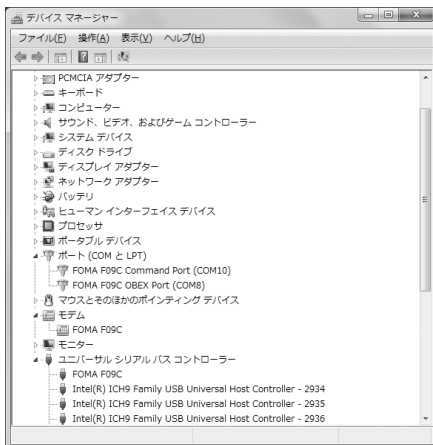 デバイス マネージャー
ファイル(F) 操作(A) 表示(V) ヘルプ(H)
PCMCIA アダプター
キーボード
コンピューター
サウンド、ビデオ、およびゲーム コントローラー
システム デバイス
ディスク ドライブ
ディスプレイ アダプター
ネットワーク アダプター
バッテリ
ヒューマン インターフェイス デバイス
プロセッサ
ポータブル デバイス
ポート (COM と LPT)
FOMA F09C Command Port (COM10)
FOMA F09C OBEX Port (COM8)
マウスとそのほかのポインティング デバイス
モデム
FOMA F09C
モニター
ユニバーサル シリアル バス コントローラー
FOMA F09C
Intel(R) ICH9 Family USB Universal Host Controller - 2934
Intel(R) ICH9 Family USB Universal Host Controller - 2935
Intel(R) ICH9 Family USB Universal Host Controller - 2936